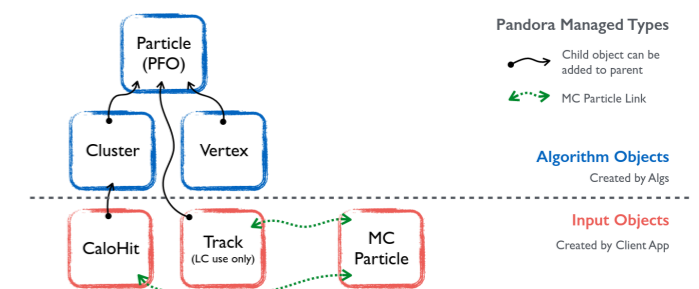 Pandora Managed Types
Particle
(PFO)
Child object can be
added to parent
MC Particle Link
Cluster
Vertex
Algorithm Objects
Created by Algs
Input Objects
Created by Client App
CaloHit
Track
(LC use only)
MC
Particle